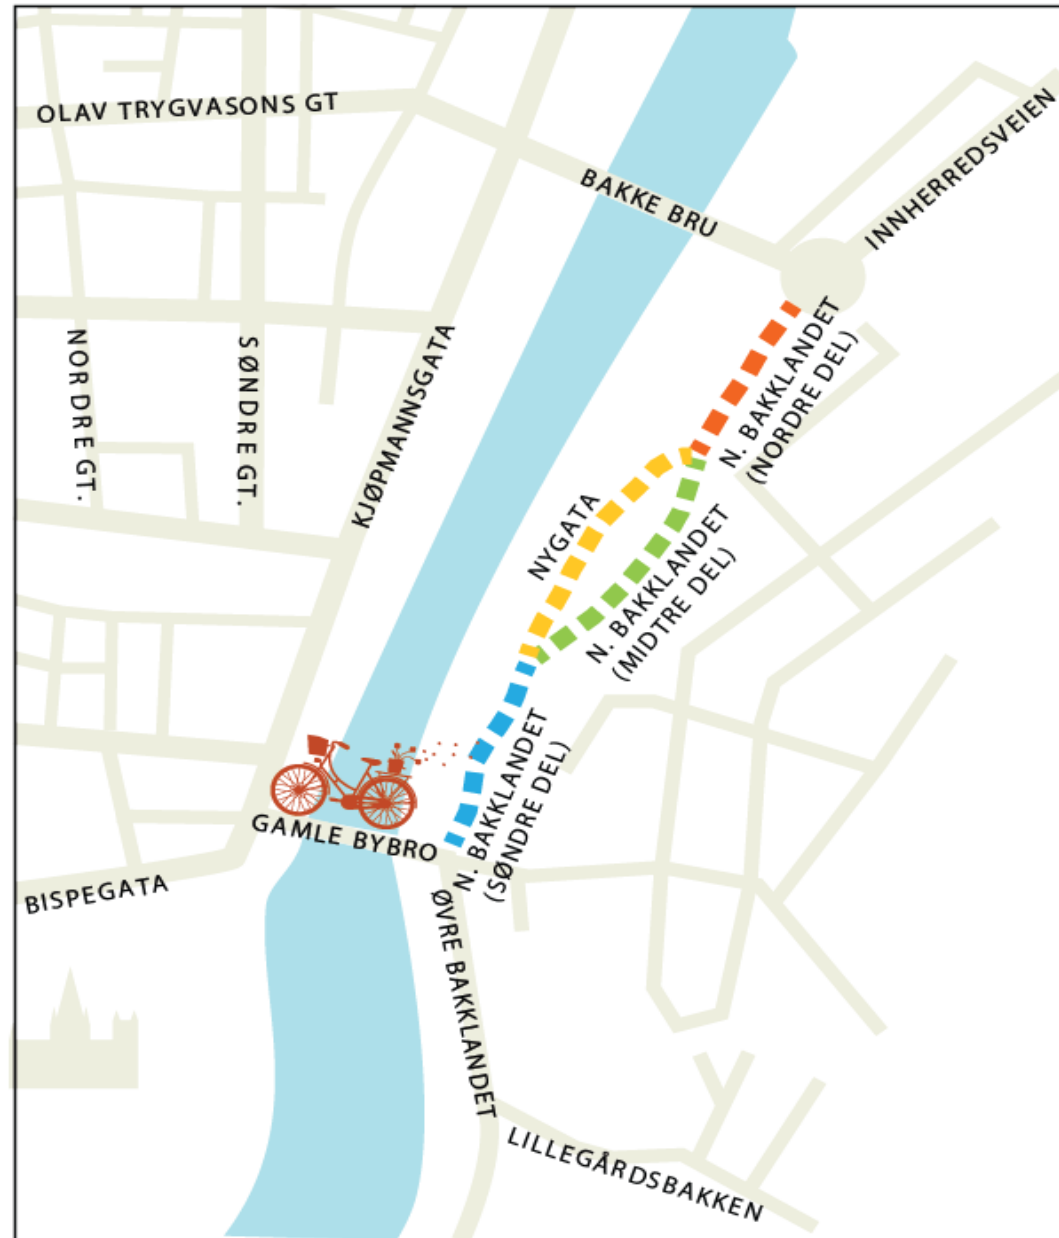 OLAV TRYGVASONS GT
BAKKE BRU
INNHERREDSVEIEN
NORDRE GT.
SØNDRE GT.
KJØPMANNSGATA
N. BAKKLANDET
(NORDRE DEL)
NYGATA
N. BAKKLANDET
(MIDTRE DEL)
N. BAKKLANDET
(SØNDRE DEL)
GAMLE BYBRO
BISPEGATA
ØVRE BAKKLANDET
LILLEGÅRDSBAKKEN